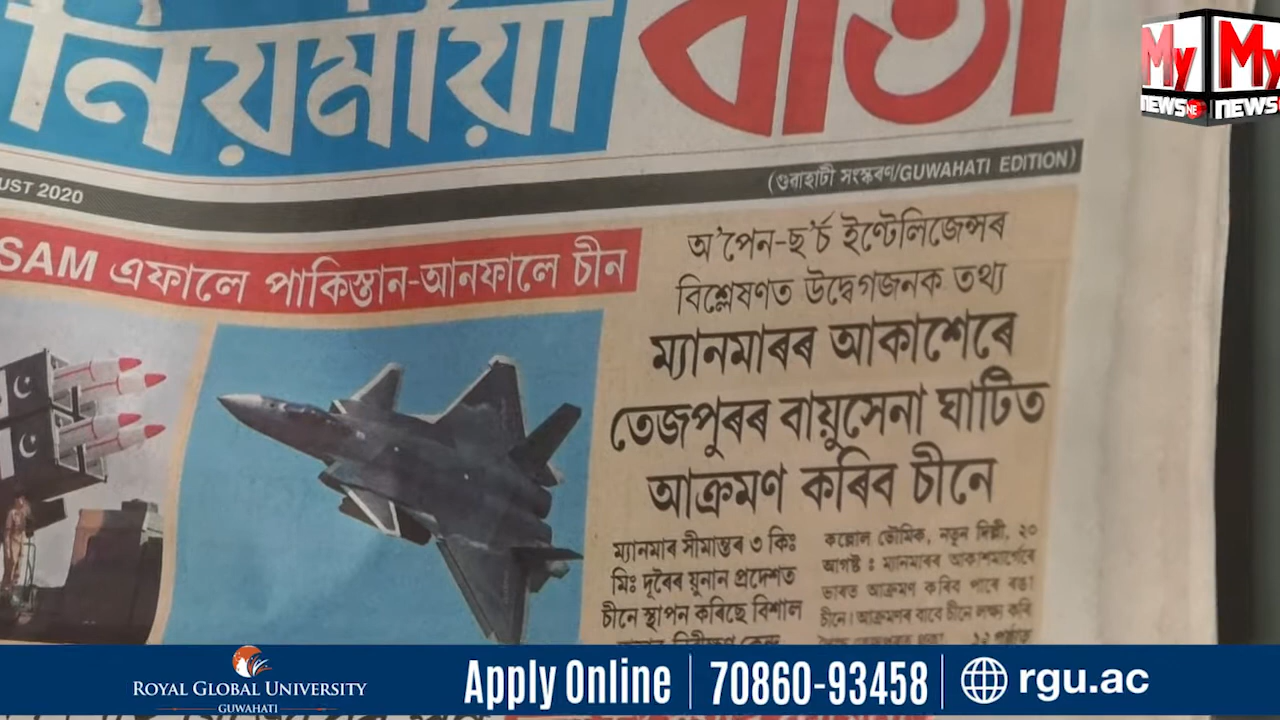 নিয়মীয়া বাৰ্তা
My My
NEWS NE NEWS
UST 2020
(গুৱাহাটী সংস্কৰণ/GUWAHATI EDITION)
SAM এফালে পাকিস্তান-আনফালে চীন
অ'পেন-ছ'ৰ্চ ইণ্টেলিজেন্সৰ
বিশ্লেষণত উদ্বেগজনক তথ্য
ম্যানমাৰৰ আকাশেৰে
তেজপুৰৰ বায়ুসেনা ঘাটিত
আক্ৰমণ কৰিব চীনে
ম্যানমাৰ সীমান্তৰ ৩ কিঃ
মিঃ দূৰৈৰ য়ুনান প্ৰদেশত
চীনে স্থাপন কৰিছে বিশাল
কল্লোল ভৌমিক, নতুন দিল্লী, ২০
আগষ্ট : ম্যানমাৰৰ আকাশমাৰ্গেৰে
ভাৰত আক্ৰমণ কৰিব পাৰে ৰঙা
চীনে। আক্ৰমণৰ বাবে চীনে লক্ষ্য কৰি
ROYAL GLOBAL UNIVERSITY
GUWAHATI
Apply Online
70860-93458
rgu.ac